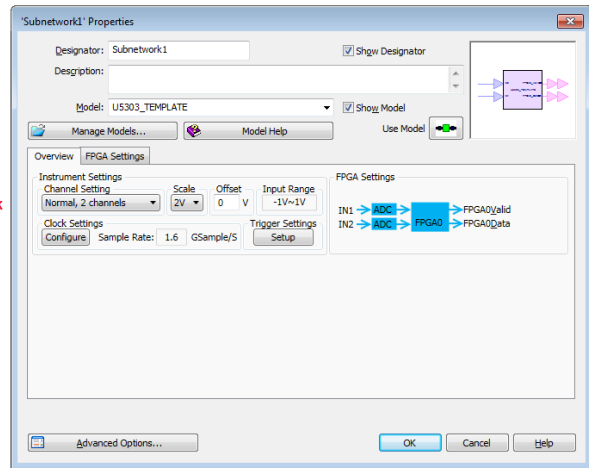 'Subnetwork1' Properties
Designator: Subnetwork1
Show Designator
Description:
Model: U5303_TEMPLATE
Show Model
Manage Models...
Model Help
Use Model
Overview
FPGA Settings
Instrument Settings
Channel Setting
Scale
Offset
Input Range
Normal, 2 channels
2V
0 V
-1V~1V
Clock Settings
Trigger Settings
Configure
Sample Rate: 1.6 GSample/S
Setup
FPGA Settings
IN1 ADC FPGA0Valid
IN2 ADC FPGA0 FPGA0Data
Advanced Options...
OK
Cancel
Help